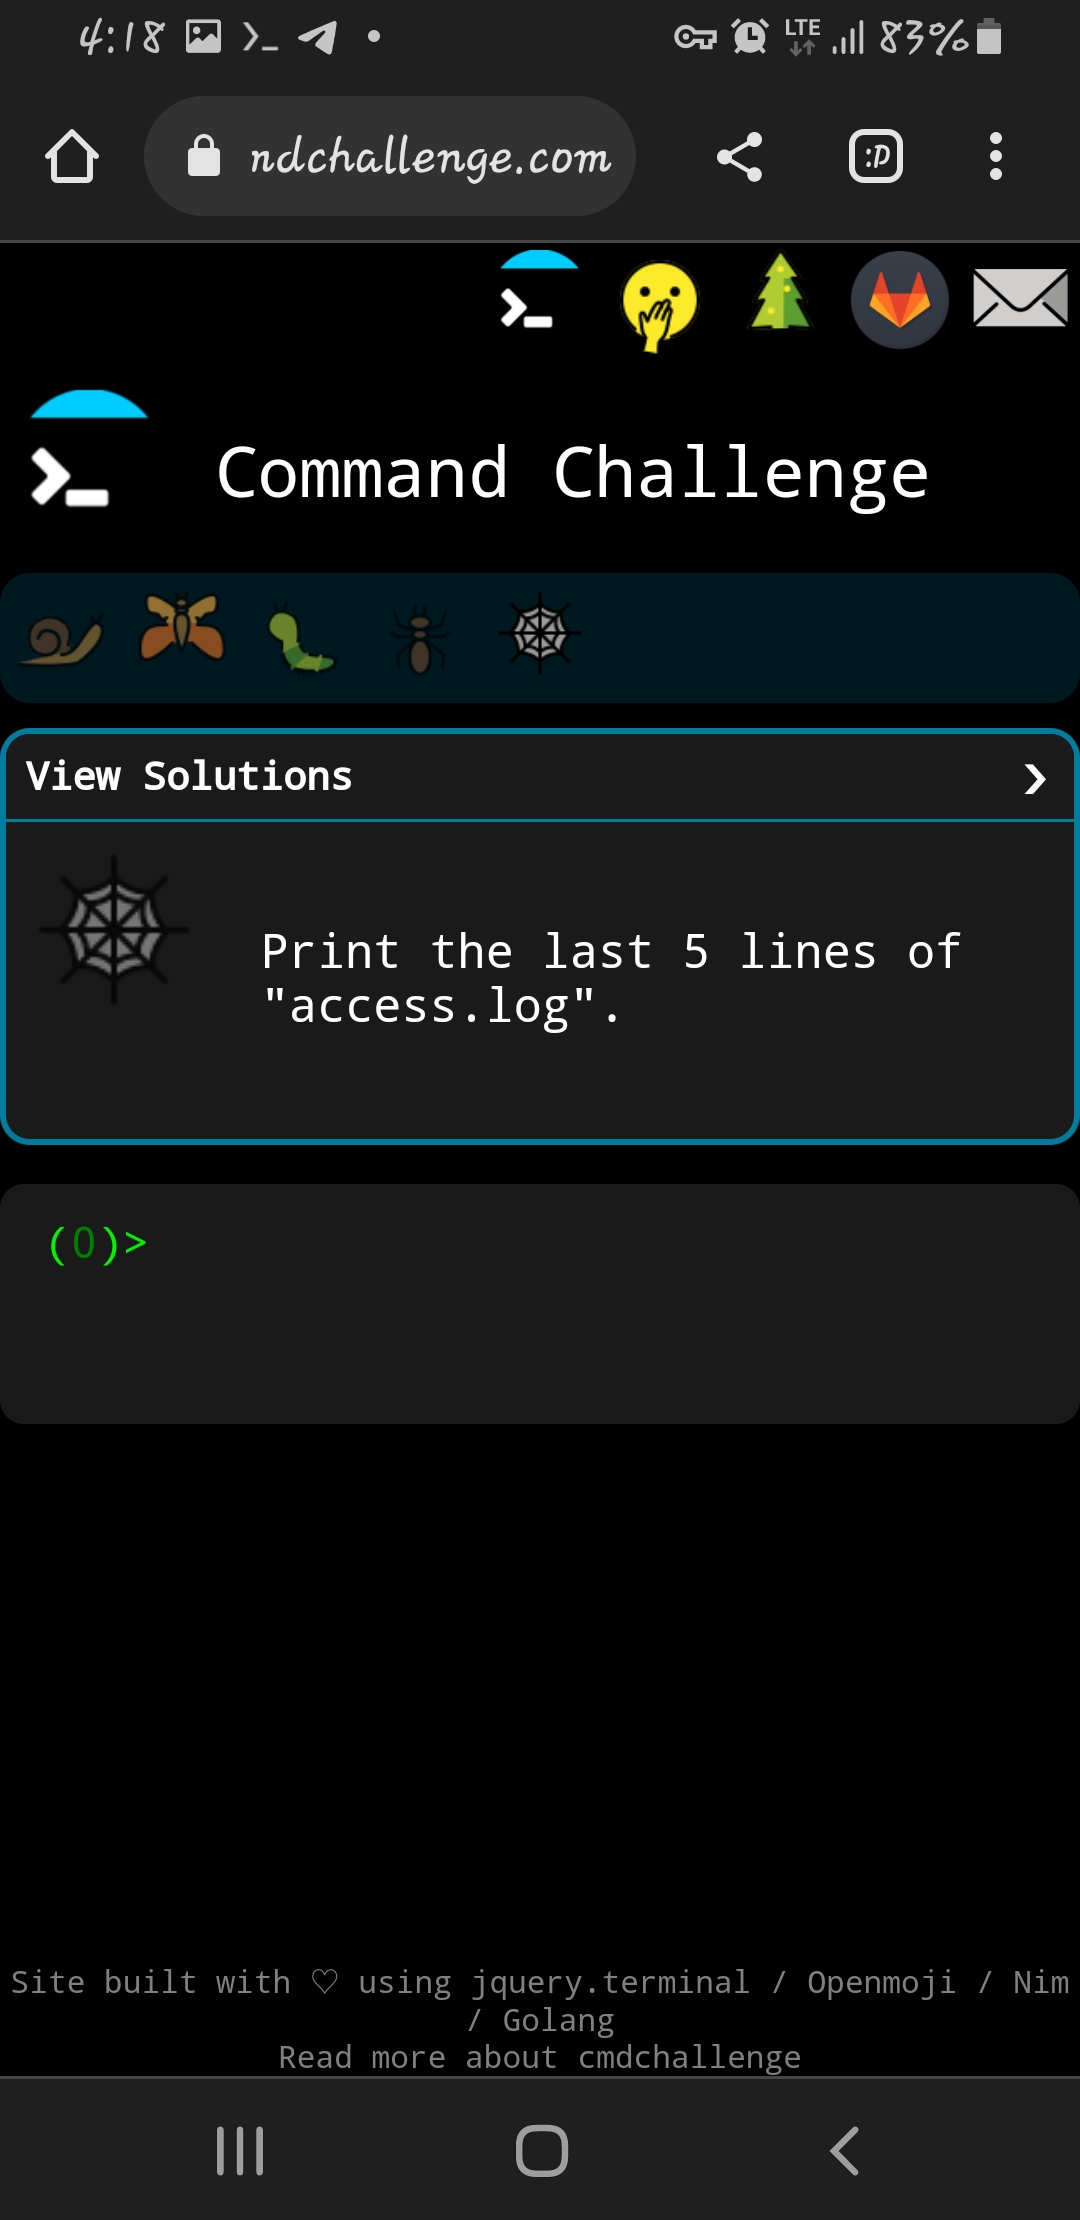 4:18 LTE 83%
ndchallenge.com :D
Command Challenge
View Solutions
Print the last 5 lines of
"access.log".
(0)>
Site built with ♡ using jquery.terminal / Openmoji / Nim
/ Golang
Read more about cmdchallenge